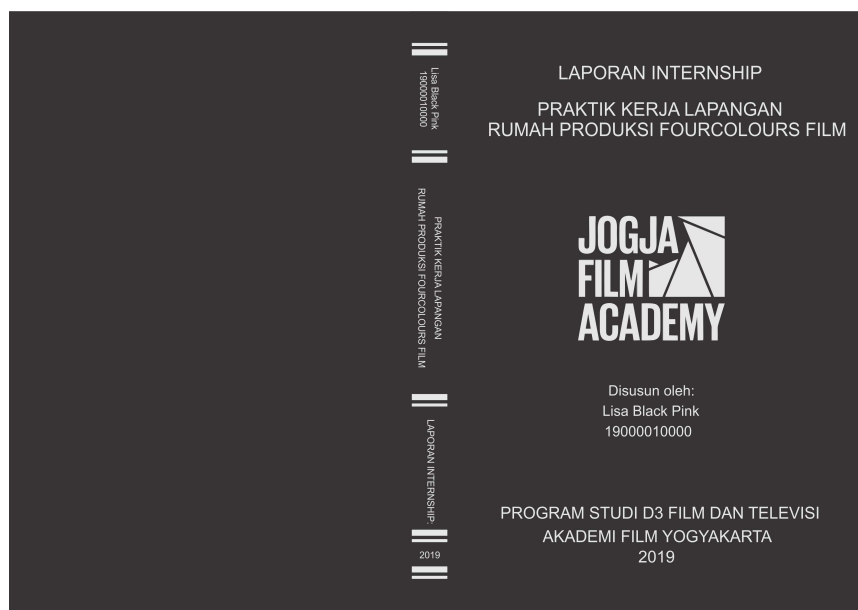 Lisa Black Pink
19000010000
PRAKTIK KERJA LAPANGAN
RUMAH PRODUKSI FOURCOLOURS FILM
LAPORAN INTERNSHIP:
2019
LAPORAN INTERNSHIP
PRAKTIK KERJA LAPANGAN
RUMAH PRODUKSI FOURCOLOURS FILM
JOGJA
FILM
ACADEMY
Disusun oleh:
Lisa Black Pink
19000010000
PROGRAM STUDI D3 FILM DAN TELEVISI
AKADEMI FILM YOGYAKARTA
2019